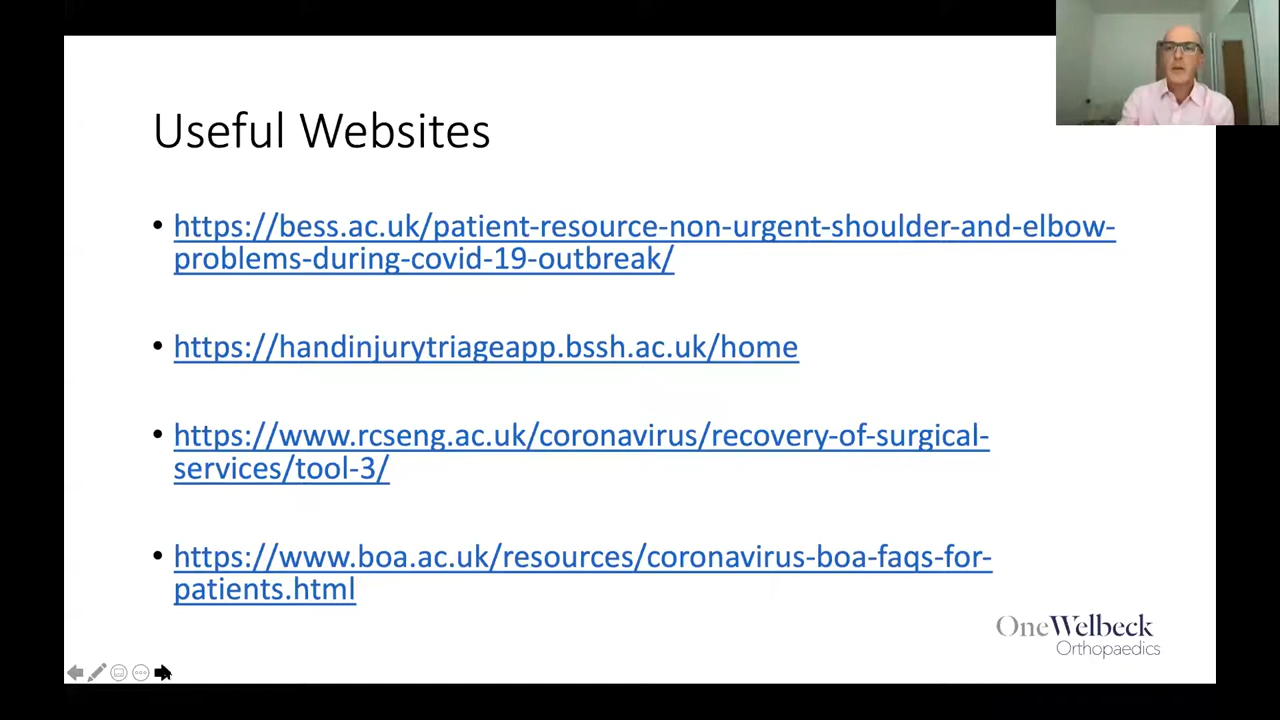 Useful Websites
• https://bess.ac.uk/patient-resource-non-urgent-shoulder-and-elbow-
problems-during-covid-19-outbreak/
• https://handinjurytriageapp.bssh.ac.uk/home
• https://www.rcseng.ac.uk/coronavirus/recovery-of-surgical-
services/tool-3/
• https://www.boa.ac.uk/resources/coronavirus-boa-faqs-for-
patients.html
OneWelbeck
Orthopaedics